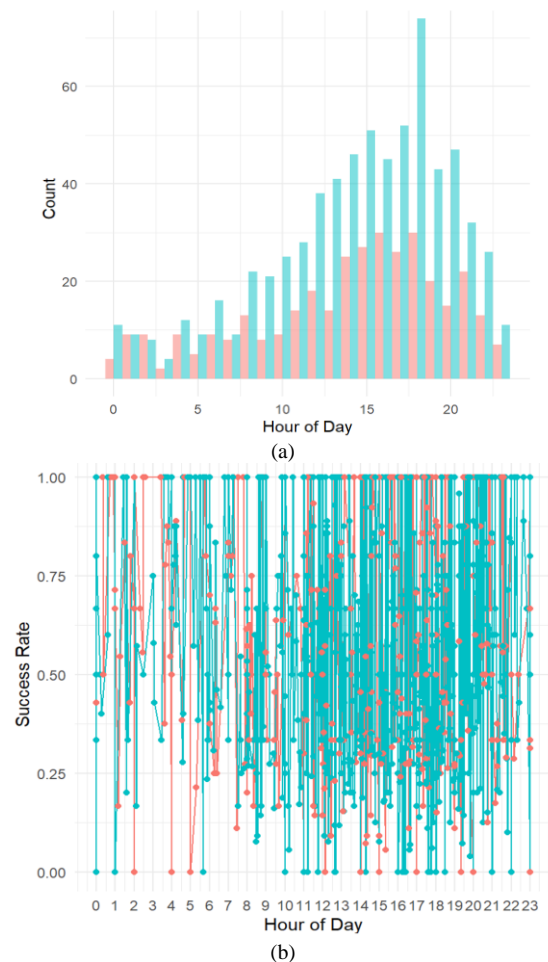 60
40
20
0
Count
0 5 10 15 20
Hour of Day
(a)
1.00
0.75
0.50
0.25
0.00
Success Rate
0 1 2 3 4 5 6 7 8 9 10 11 12 13 14 15 16 17 18 19 20 21 22 23
Hour of Day
(b)